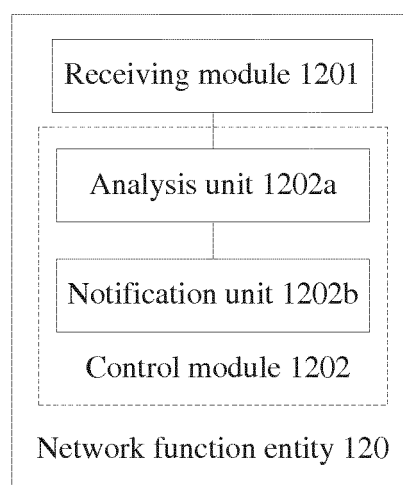 Receiving module 1201
Analysis unit 1202a
Notification unit 1202b
Control module 1202
Network function entity 120